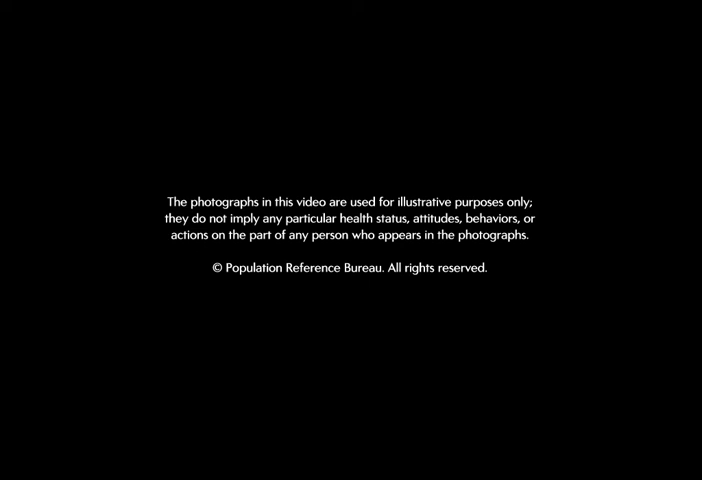 The photographs in this video are used for illustrative purposes only;
they do not imply any particular health status, attitudes, behaviors, or
actions on the part of any person who appears in the photographs.
© Population Reference Bureau. All rights reserved.